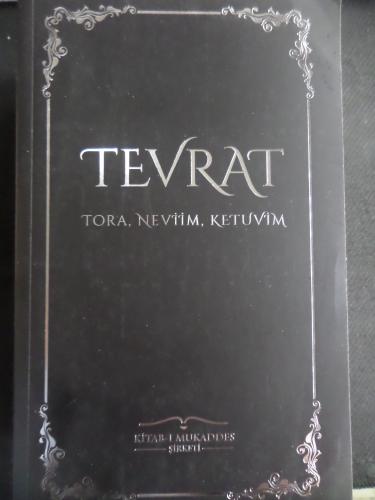 TEVRAT
TORA, NEVİİM, KETUVİM
KİTAB-I MUKADDES
ŞİRKETİ